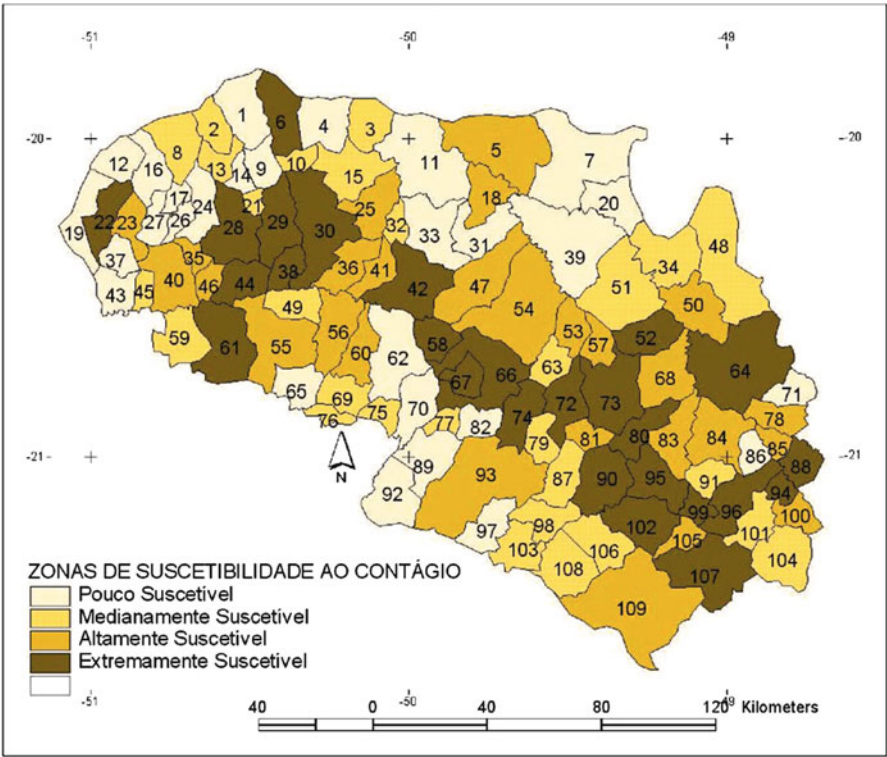 -51 -50 -49
-20 -20
1 6 4 3 5 7
2 8 13 14 9 10 15 11
12 16 17 24 21 25 18 20
19 22 23 27 26 28 29 30 32 33 31 39 34 48
37 35 40 46 44 38 36 41 42 47 51 50
43 45 49 54
59 61 55 56 60 62 58 53 57 52
65 69 67 66 63 68 64 71
76 75 70 77 82 74 72 73 78
79 81 80 83 84 86 85 88
-21 -21
N
89 93 87 90 95 91 94
92 97 98 102 99 96 101 100
103 106 105 104
108 107
109
ZONAS DE SUSCETIBILIDADE AO CONTÁGIO
Pouco Suscetivel
Medianamente Suscetivel
Altamente Suscetivel
Extremamente Suscetivel
-51 -50 -49
40 0 40 80 120 Kilometers